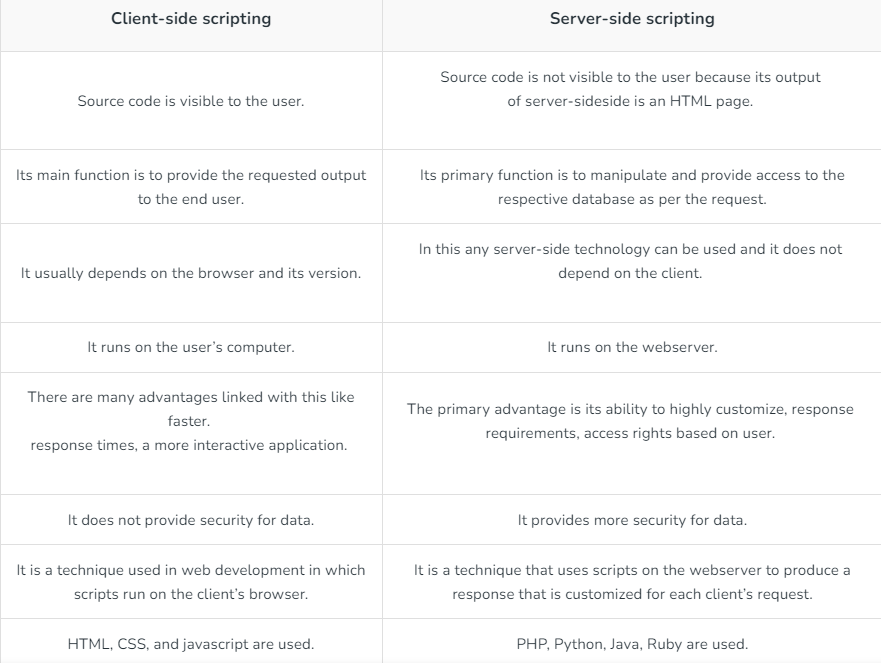 Client-side scripting
Server-side scripting
Source code is visible to the user.
Source code is not visible to the user because its output
of server-sideside is an HTML page.
Its main function is to provide the requested output
to the end user.
Its primary function is to manipulate and provide access to the
respective database as per the request.
It usually depends on the browser and its version.
In this any server-side technology can be used and it does not
depend on the client.
It runs on the user’s computer.
It runs on the webserver.
There are many advantages linked with this like
faster.
response times, a more interactive application.
The primary advantage is its ability to highly customize, response
requirements, access rights based on user.
It does not provide security for data.
It provides more security for data.
It is a technique used in web development in which
scripts run on the client’s browser.
It is a technique that uses scripts on the webserver to produce a
response that is customized for each client’s request.
HTML, CSS, and javascript are used.
PHP, Python, Java, Ruby are used.